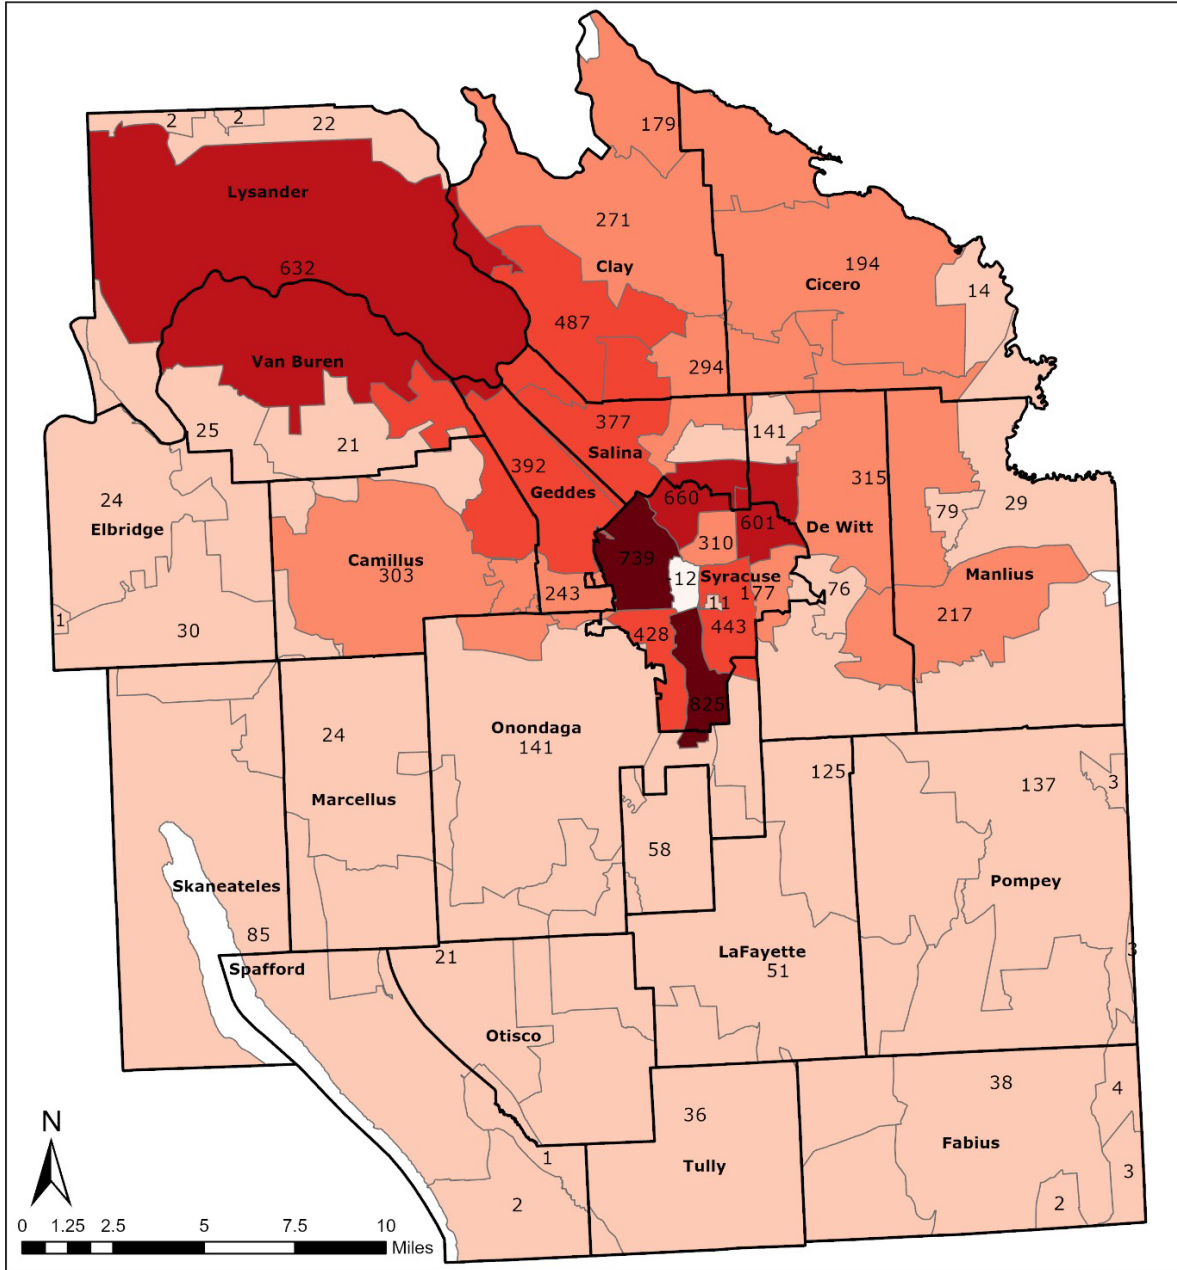 2
2
22
179
Lysander
271
194
Clay
632
Cicero
14
487
Van Buren
294
377
25
21
141
392
Salina
315
Geddes
660
24
79
29
601
Elbridge
De Witt
310
739
Camillus
303
Syracuse
Manlius
12
243
11
177
76
1
30
428
443
217
825
Onondaga
141
24
125
137
3
Marcellus
58
Skaneateles
Pompey
85
21
LaFayette
51
3
Spafford
Otisco
38
4
36
N
Fabius
1
Tully
3
2
2
0 1.25 2.5 5 7.5 10
Miles